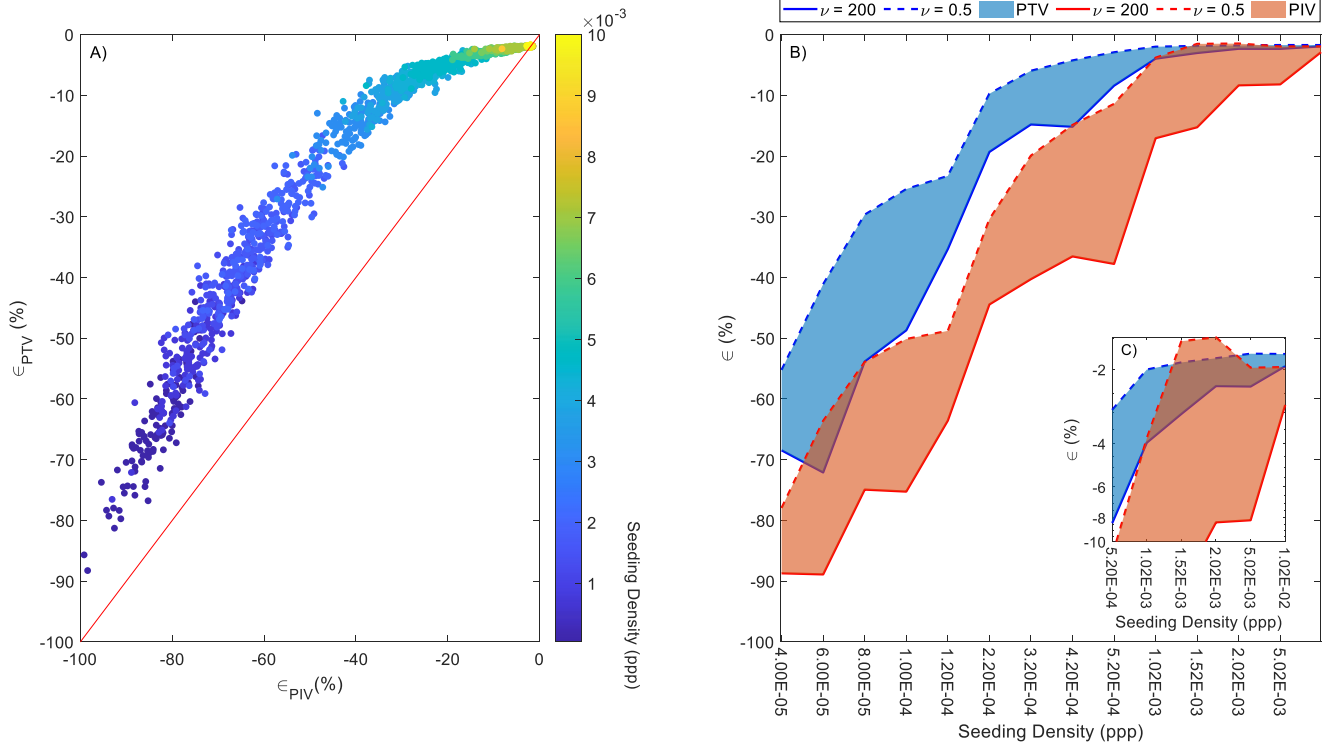 ×10⁻³
A)
0
-10
-20
-30
-40
-50
-60
-70
-80
-90
-100
∈PTV (%)
-100
-80
-60
-40
-20
0
∈PIV(%)
10
9
8
7
6
5
4
3
2
1
Seeding Density (ppp)
ν = 200 ν = 0.5 PTV ν = 200 ν = 0.5 PIV
B)
0
-10
-20
-30
-40
-50
-60
-70
-80
-90
-100
∈ (%)
4.00E-05
6.00E-05
8.00E-05
1.00E-04
1.20E-04
2.20E-04
3.20E-04
4.20E-04
5.20E-04
1.02E-03
1.52E-03
2.02E-03
5.02E-03
Seeding Density (ppp)
C)
-2
-4
-6
-8
-10
∈ (%)
5.20E-04
1.02E-03
1.52E-03
2.02E-03
5.02E-03
1.02E-02
Seeding Density (ppp)